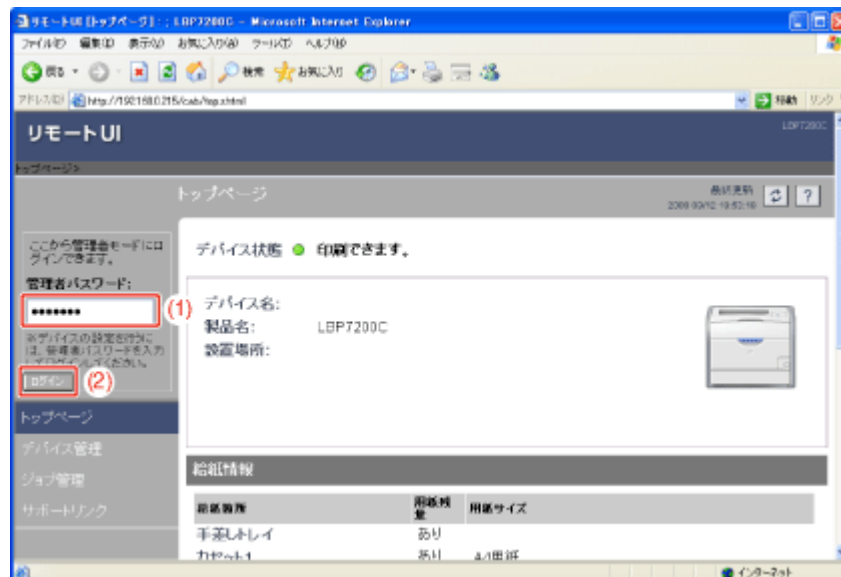 リモートUI [トップページ] : ; LBP7200C - Microsoft Internet Explorer
ファイル(F) 編集(E) 表示(V) お気に入り(A) ツール(T) ヘルプ(H)
戻る 検索 お気に入り
アドレス(D) http://192.168.0.215/cab/top.shtml 移動 リンク
リモートUI
LBP7200C
トップページ>
トップページ
最終更新
ここから管理者モードにログインできます。
管理者パスワード:
•••••••
(1)
※デバイスの設定を行うには、管理者パスワードを入力してログインしてください。
ログイン
(2)
トップページ
デバイス管理
ジョブ管理
サポートリンク
デバイス状態 印刷できます。
デバイス名:
製品名: LBP7200C
設置場所:
給紙情報
給紙箇所 用紙残量 用紙サイズ
手差しトレイ あり
カセット1 あり A4用紙
インターネット